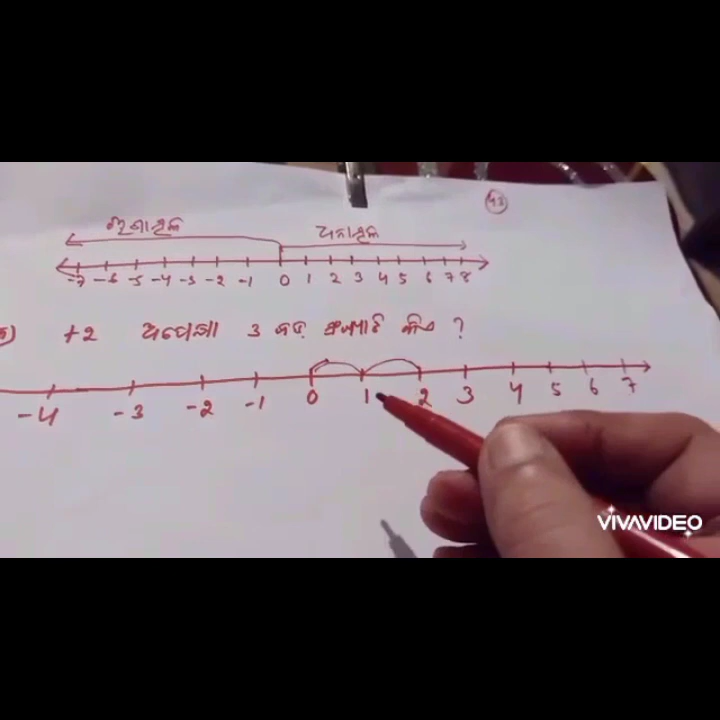 ଋଣାତ୍ମକ ଧନାତ୍ମକ
-7 -6 -5 -4 -3 -2 -1 0 1 2 3 4 5 6 7 8
+2 ଅପେକ୍ଷା 3 ବଡ଼ ସଂଖ୍ୟାଟି କିଏ ?
-4 -3 -2 -1 0 1 2 3 4 5 6 7
VIVAVIDEO